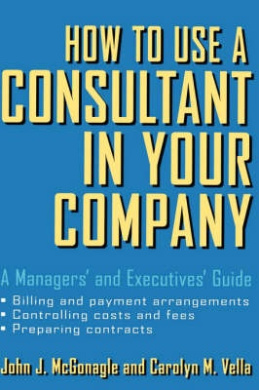 HOW TO USE A
CONSULTANT
IN YOUR
COMPANY
A Managers' and Executives' Guide
▪ Billing and payment arrangements
▪ Controlling costs and fees
▪ Preparing contracts
John J. McGonagle and Carolyn M. Vella